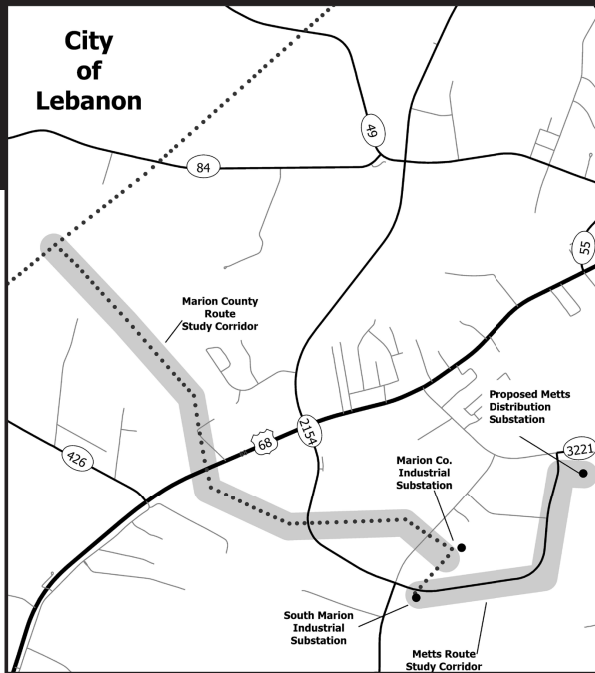 City
of
Lebanon
49
84
55
Marion County
Route
Study Corridor
Proposed Metts
Distribution
Substation
2154
68
3221
426
Marion Co.
Industrial
Substation
South Marion
Industrial
Substation
Metts Route
Study Corridor